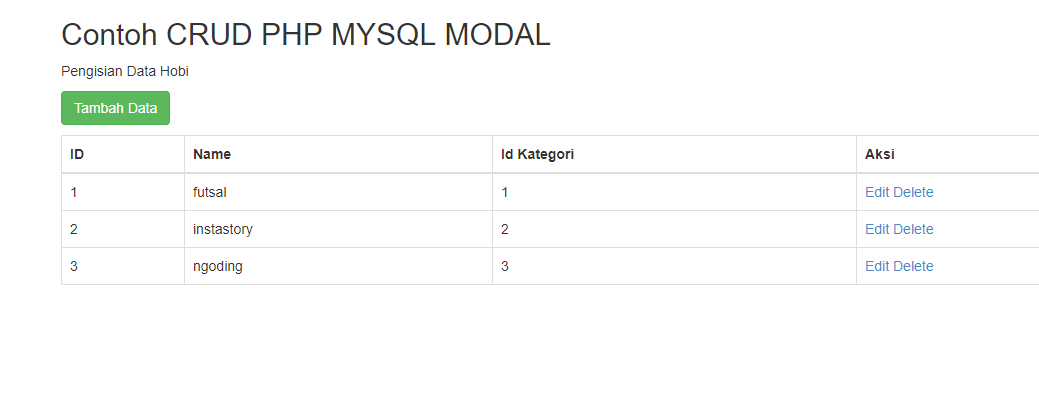 Contoh CRUD PHP MYSQL MODAL
Pengisian Data Hobi
Tambah Data
ID Name Id Kategori Aksi
1 futsal 1 Edit Delete
2 instastory 2 Edit Delete
3 ngoding 3 Edit Delete